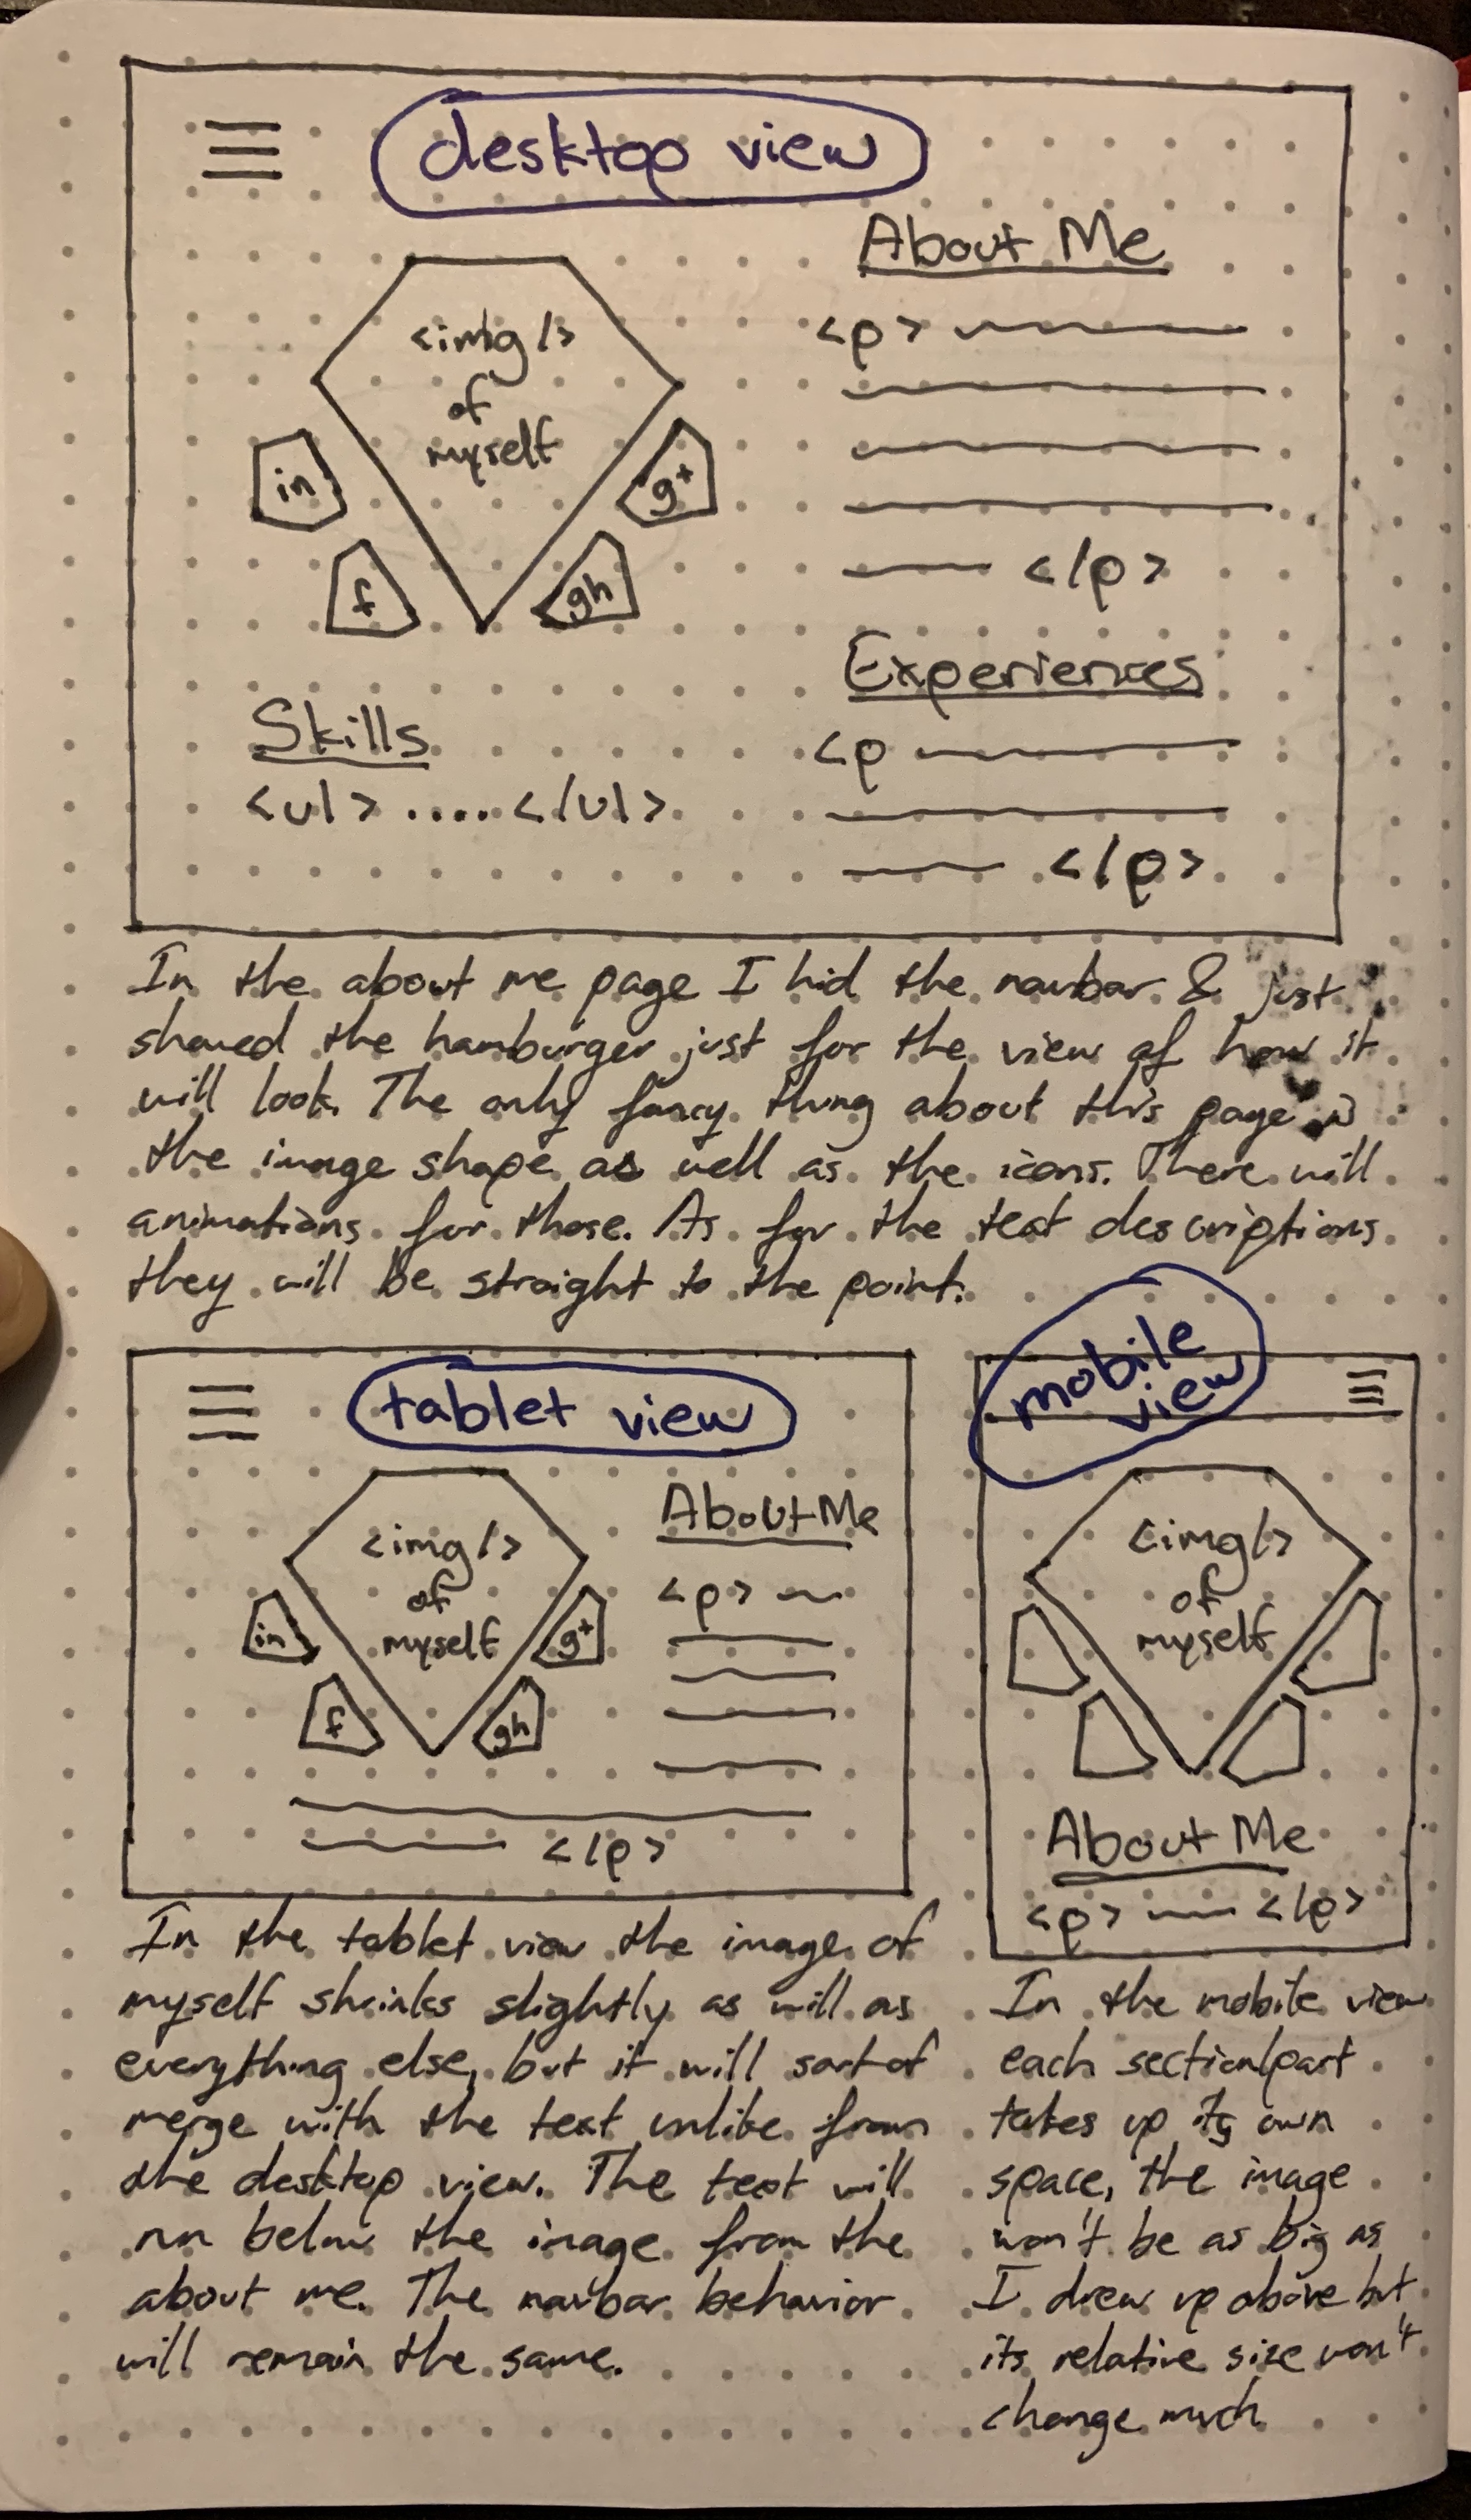 desktop view
<img/>
of
myself
in
f
g+
gh
Skills
<ul> ....</ul>
About Me
<p>
</p>
Experiences
<p
</p>
In the about me page I hid the navbar & just
showed the hamburger just for the view of how it
will look. The only fancy thing about this page is
the image shape as well as the icons. There will
animations for those. As for the text descriptions
they will be straight to the point.
tablet view
<img/>
of
myself
in
f
g+
gh
About Me
<p>
</p>
In the tablet view the image of
myself shrinks slightly as will as
everything else, but it will sort of
merge with the text unlike from
the desktop view. The text will
run below the image from the
about me. The navbar behavior
will remain the same.
mobile
view
<img/>
of
myself
About Me
<p> </p>
In the mobile view
each section/part
takes up its own
space, the image
won't be as big as
I drew up above but
its relative size won't
change much